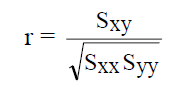 r = Sxy / √(Sxx Syy)